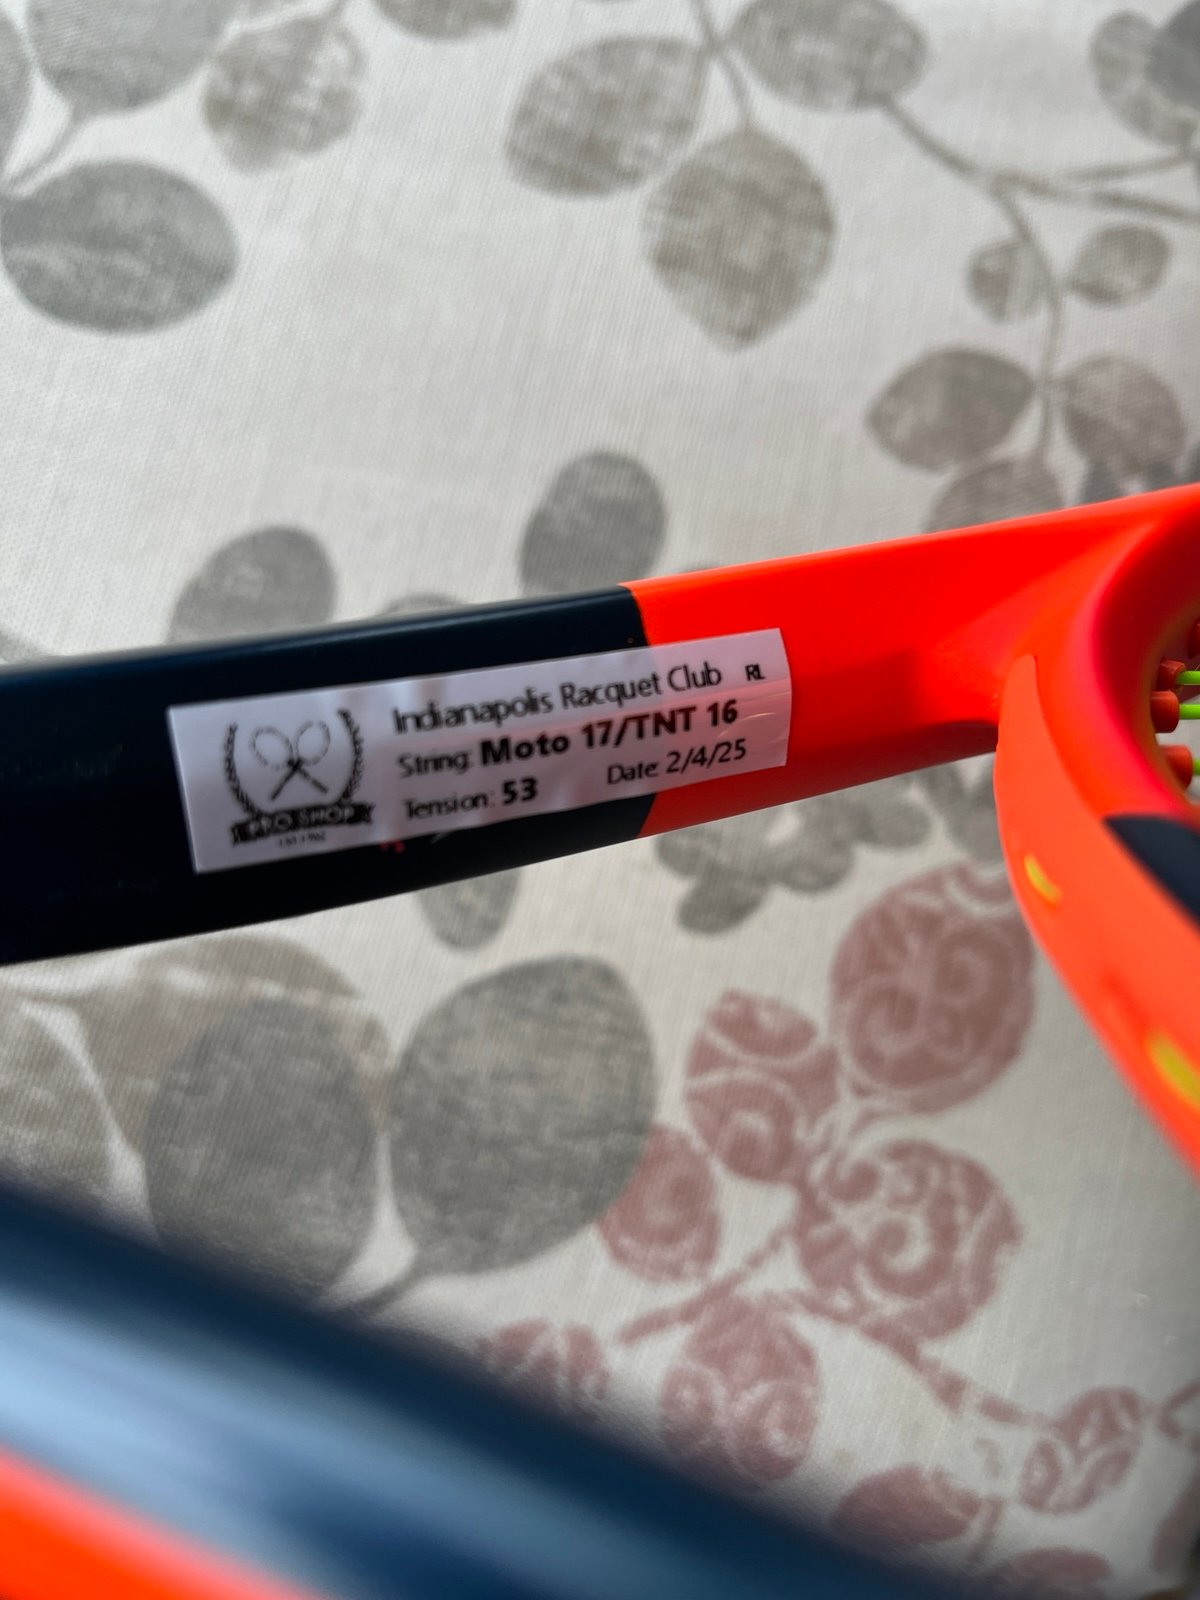 Indianapolis Racquet Club RL
String: Moto 17/TNT 16
Tension: 53 Date: 2/4/25
PRO SHOP